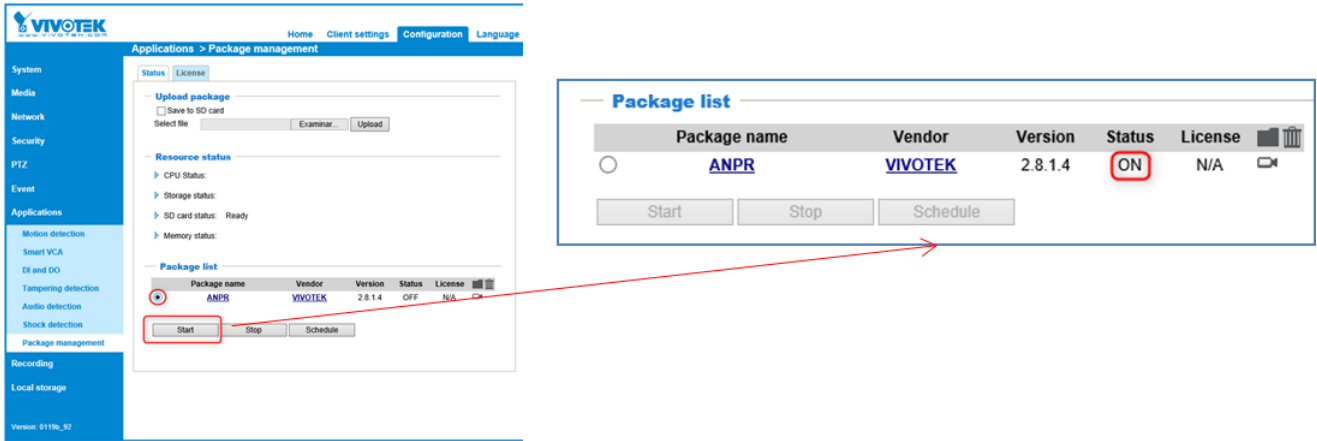 VIVOTEK
www.vivotek.com
Home Client settings Configuration Language
Applications > Package management
System
Media
Network
Security
PTZ
Event
Applications
Motion detection
Smart VCA
DI and DO
Tampering detection
Audio detection
Shock detection
Package management
Recording
Local storage
Version: 0119b_92
Status License
Upload package
Save to SD card
Select file Examinar... Upload
Resource status
CPU Status:
Storage status:
SD card status: Ready
Memory status:
Package list
Package name Vendor Version Status License
ANPR VIVOTEK 2.8.1.4 OFF N/A
Start Stop Schedule
Package list
Package name Vendor Version Status License
ANPR VIVOTEK 2.8.1.4 ON N/A
Start Stop Schedule